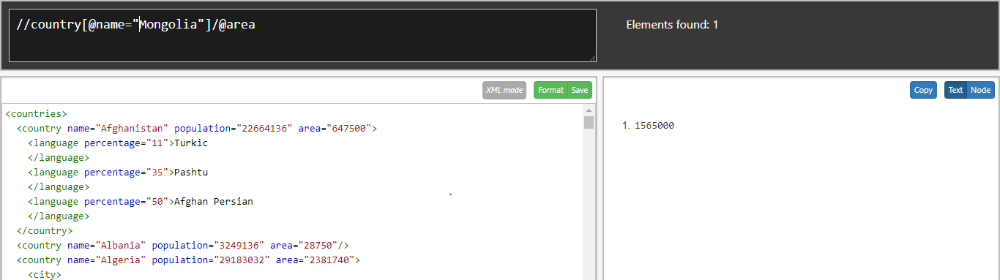 //country[@name="Mongolia"]/@area
Elements found: 1
XML mode Format Save
Copy Text Node
<countries>
<country name="Afghanistan" population="22664136" area="647500">
<language percentage="11">Turkic
</language>
<language percentage="35">Pashtu
</language>
<language percentage="50">Afghan Persian
</language>
</country>
<country name="Albania" population="3249136" area="28750"/>
<country name="Algeria" population="29183032" area="2381740">
<city>
1. 1565000